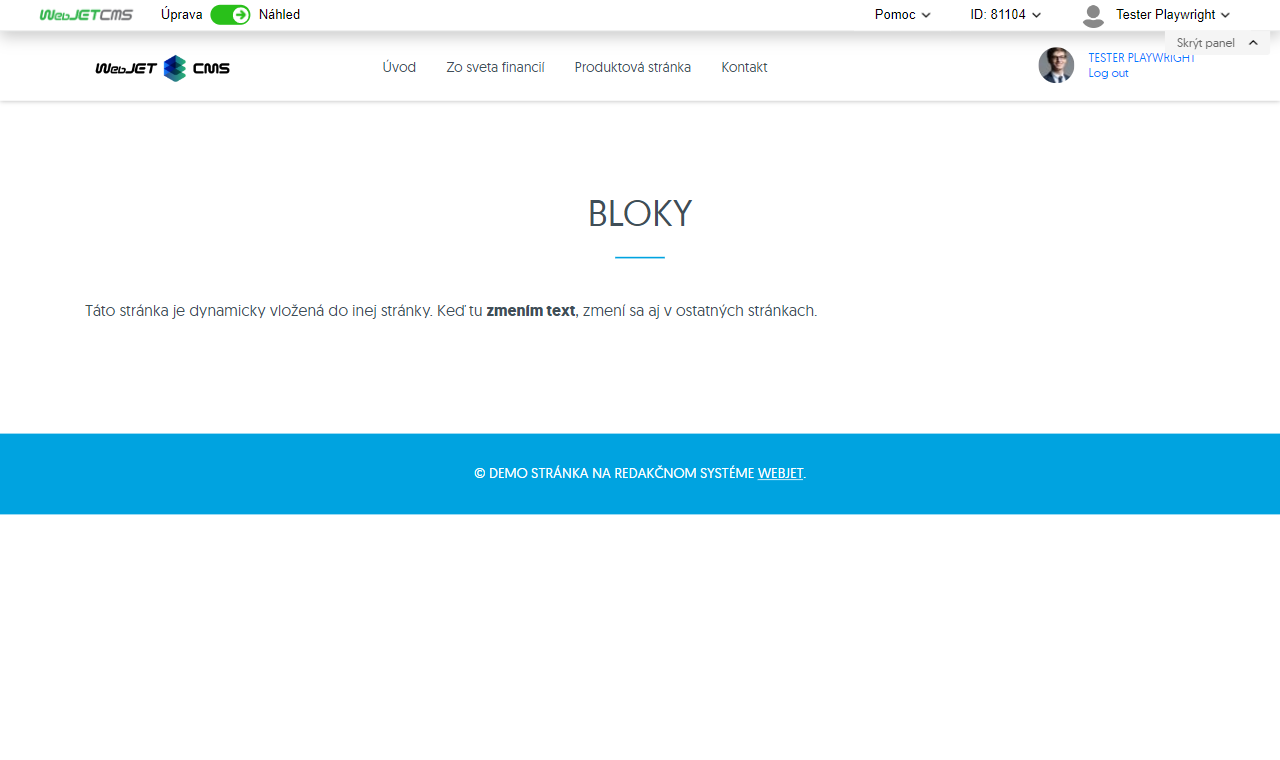 WebJETCMS Úprava Náhled Pomoc ID: 81104 Tester Playwright
Skrýt panel
WebJET CMS Úvod Zo sveta financií Produktová stránka Kontakt TESTER PLAYWRIGHT
Log out
BLOKY
Táto stránka je dynamicky vložená do inej stránky. Keď tu zmením text, zmení sa aj v ostatných stránkach.
© DEMO STRÁNKA NA REDAKČNOM SYSTÉME WEBJET.